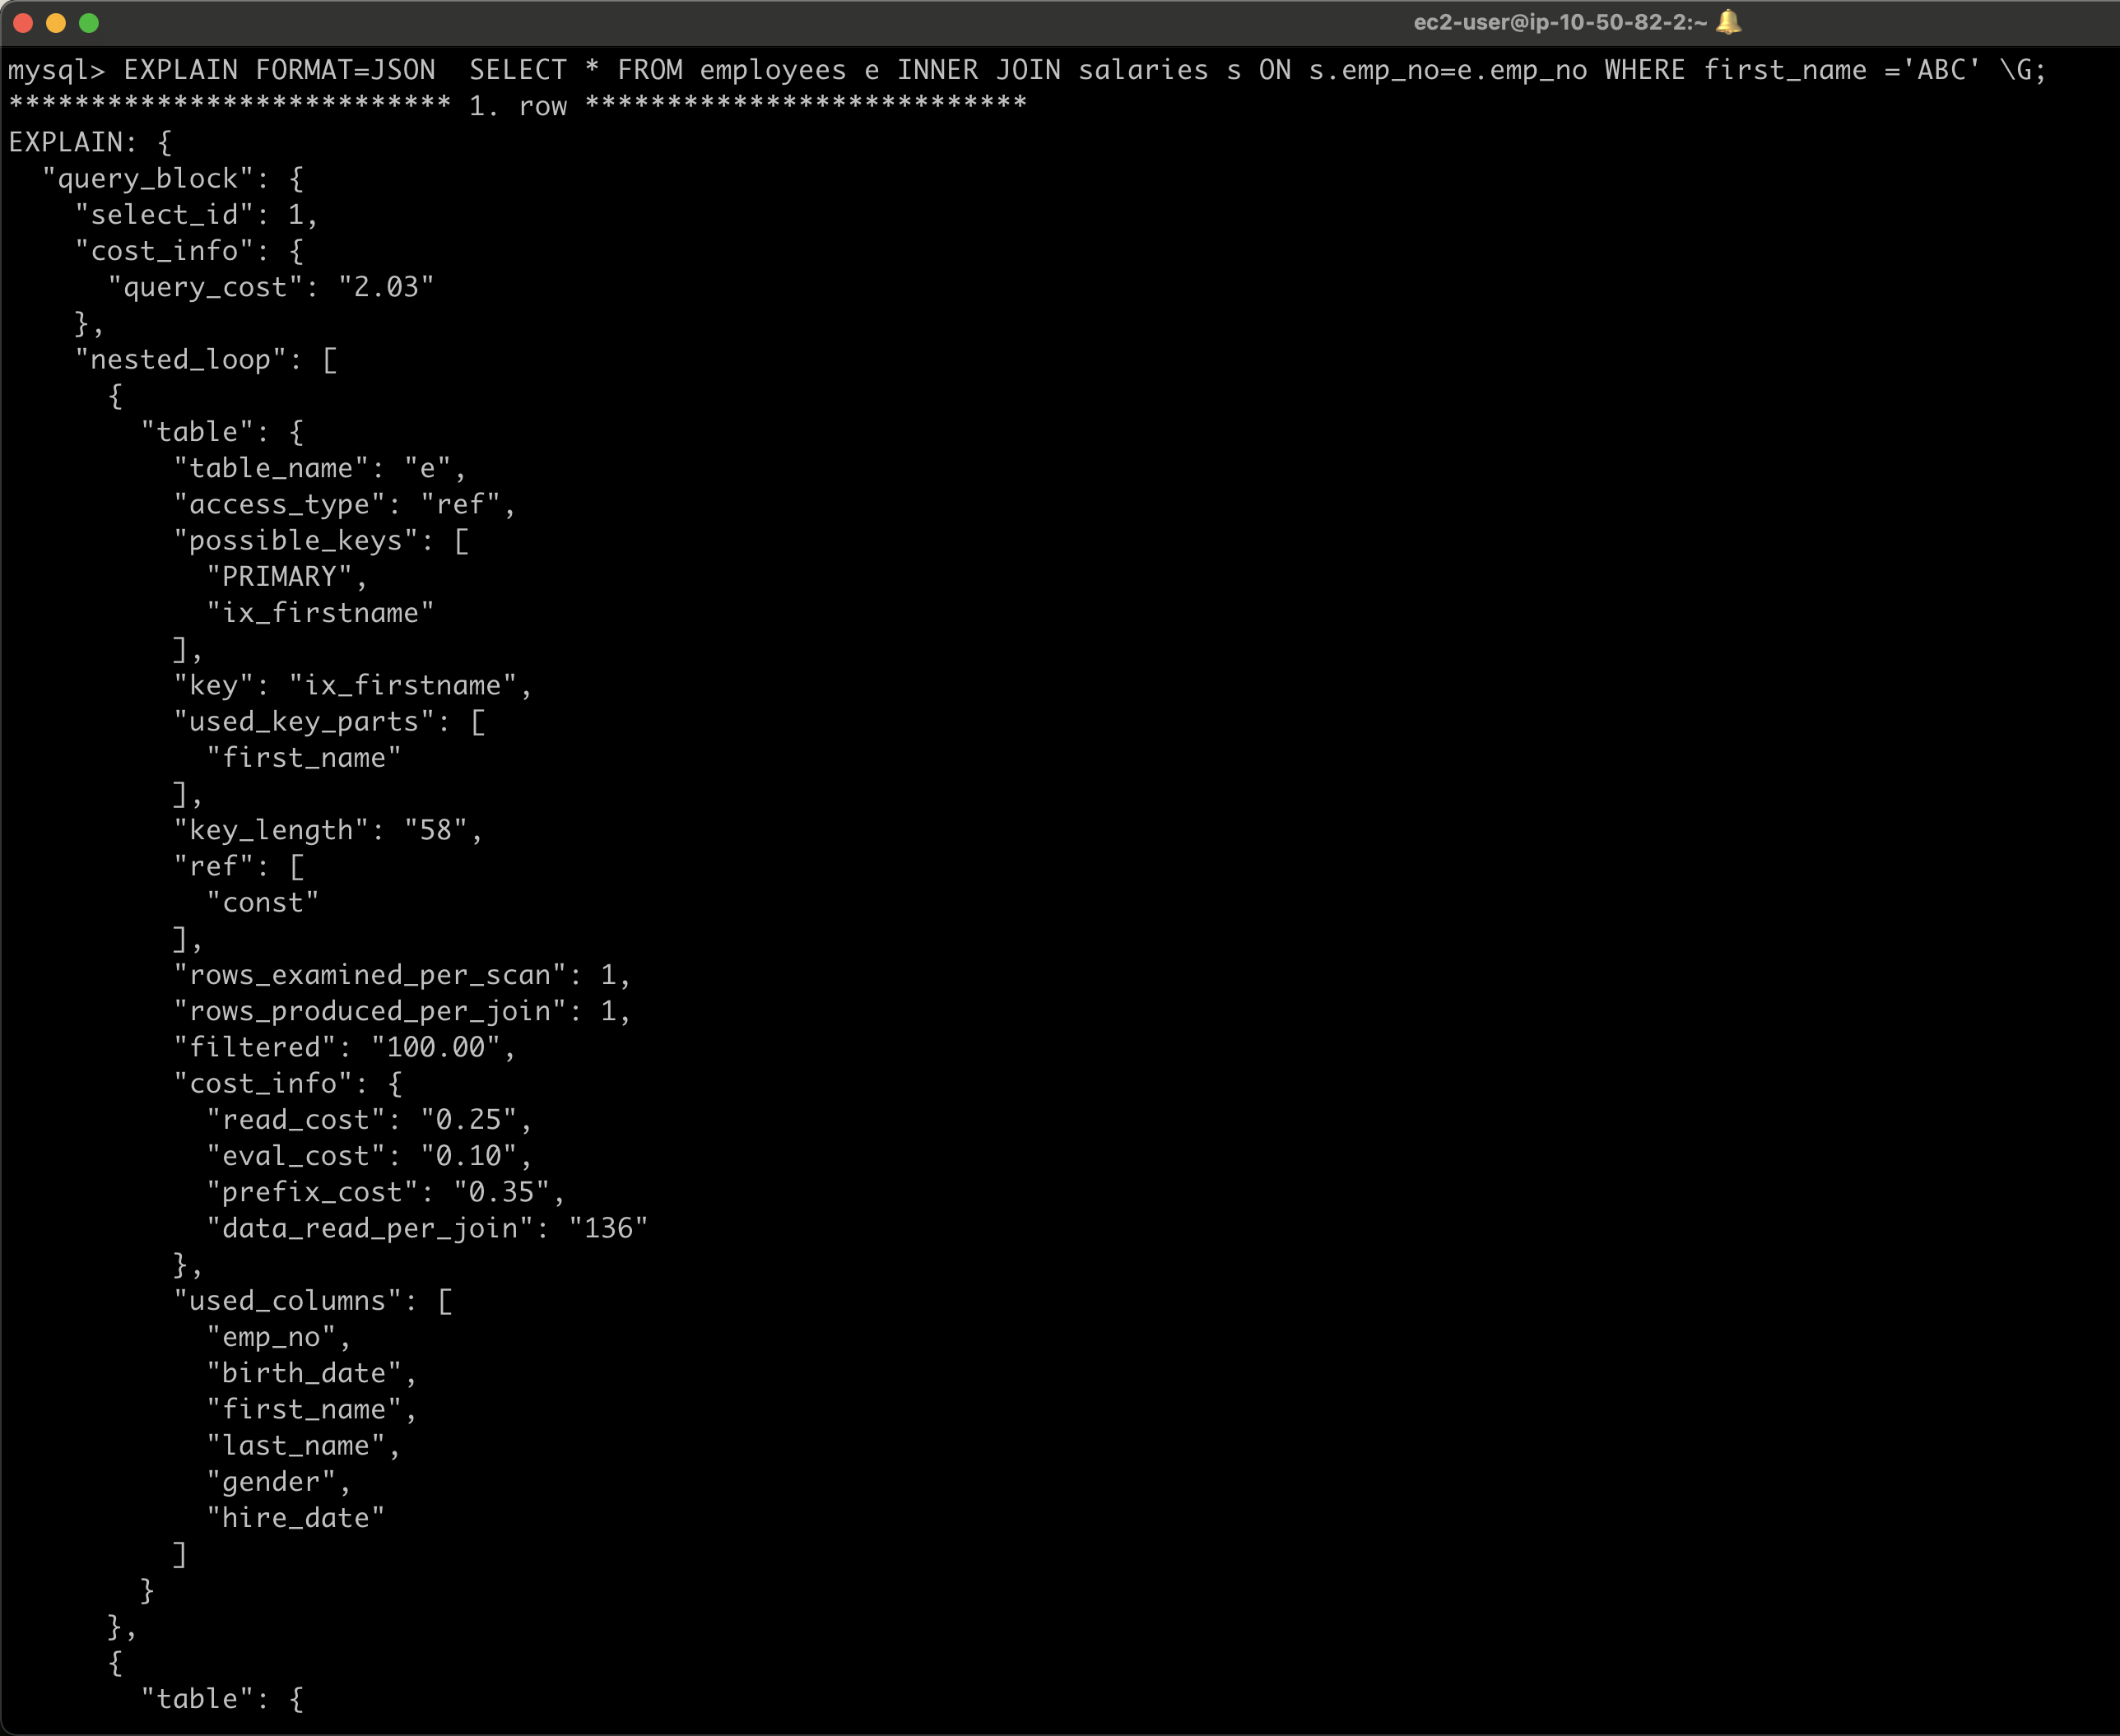 ec2-user@ip-10-50-82-2:~ 🔔
mysql> EXPLAIN FORMAT=JSON  SELECT * FROM employees e INNER JOIN salaries s ON s.emp_no=e.emp_no WHERE first_name ='ABC' \G;
*************************** 1. row ***************************
EXPLAIN: {
  "query_block": {
    "select_id": 1,
    "cost_info": {
      "query_cost": "2.03"
    },
    "nested_loop": [
      {
        "table": {
          "table_name": "e",
          "access_type": "ref",
          "possible_keys": [
            "PRIMARY",
            "ix_firstname"
          ],
          "key": "ix_firstname",
          "used_key_parts": [
            "first_name"
          ],
          "key_length": "58",
          "ref": [
            "const"
          ],
          "rows_examined_per_scan": 1,
          "rows_produced_per_join": 1,
          "filtered": "100.00",
          "cost_info": {
            "read_cost": "0.25",
            "eval_cost": "0.10",
            "prefix_cost": "0.35",
            "data_read_per_join": "136"
          },
          "used_columns": [
            "emp_no",
            "birth_date",
            "first_name",
            "last_name",
            "gender",
            "hire_date"
          ]
        }
      },
      {
        "table": {